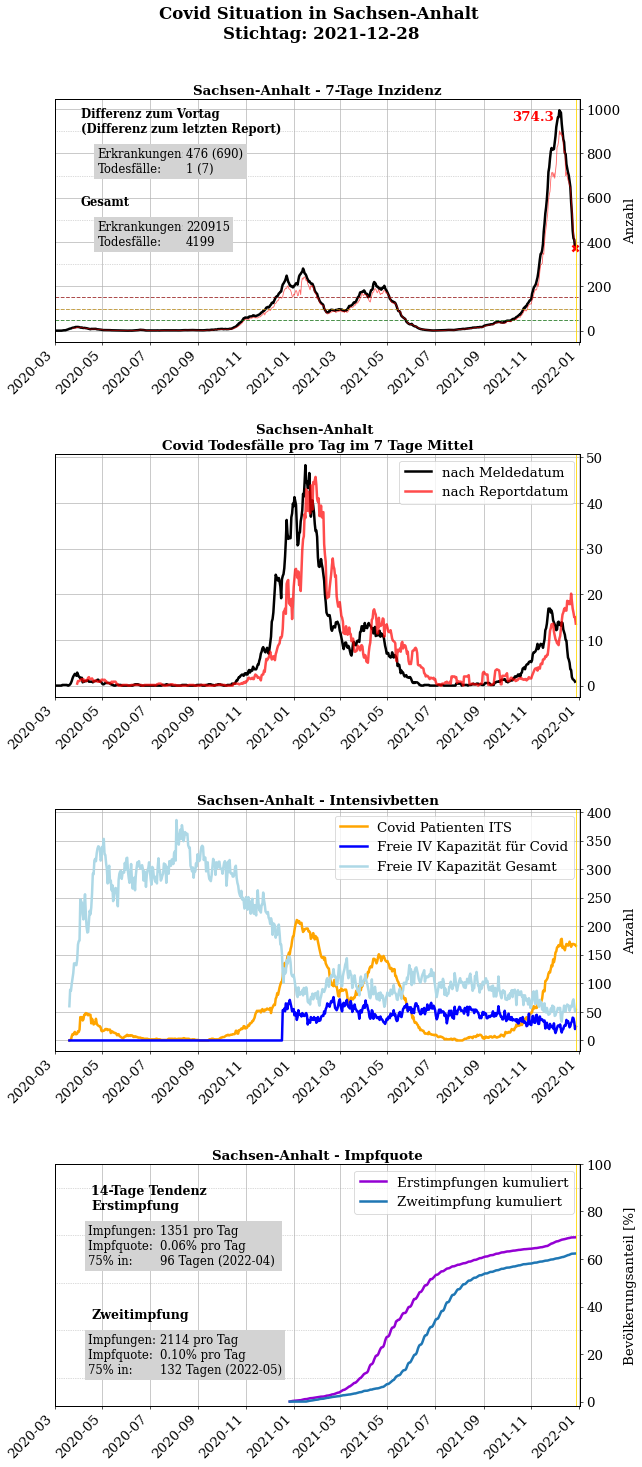 Covid Situation in Sachsen-Anhalt
Stichtag: 2021-12-28
Sachsen-Anhalt - 7-Tage Inzidenz
Differenz zum Vortag
(Differenz zum letzten Report)
Erkrankungen 476 (690)
Todesfälle: 1 (7)
Gesamt
Erkrankungen 220915
Todesfälle: 4199
374.3
1000
800
600
400
200
0
Anzahl
2020-03
2020-05
2020-07
2020-09
2020-11
2021-01
2021-03
2021-05
2021-07
2021-09
2021-11
2022-01
Sachsen-Anhalt
Covid Todesfälle pro Tag im 7 Tage Mittel
nach Meldedatum
nach Reportdatum
50
40
30
20
10
0
2020-03
2020-05
2020-07
2020-09
2020-11
2021-01
2021-03
2021-05
2021-07
2021-09
2021-11
2022-01
Sachsen-Anhalt - Intensivbetten
Covid Patienten ITS
Freie IV Kapazität für Covid
Freie IV Kapazität Gesamt
400
350
300
250
200
150
100
50
0
Anzahl
2020-03
2020-05
2020-07
2020-09
2020-11
2021-01
2021-03
2021-05
2021-07
2021-09
2021-11
2022-01
Sachsen-Anhalt - Impfquote
14-Tage Tendenz
Erstimpfung
Impfungen: 1351 pro Tag
Impfquote: 0.06% pro Tag
75% in: 96 Tagen (2022-04)
Zweitimpfung
Impfungen: 2114 pro Tag
Impfquote: 0.10% pro Tag
75% in: 132 Tagen (2022-05)
Erstimpfungen kumuliert
Zweitimpfung kumuliert
100
80
60
40
20
0
Bevölkerungsanteil [%]
2020-03
2020-05
2020-07
2020-09
2020-11
2021-01
2021-03
2021-05
2021-07
2021-09
2021-11
2022-01